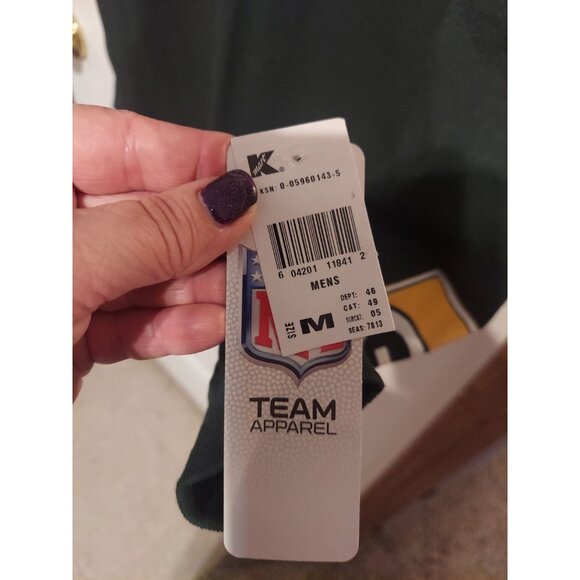 K
mart
KSN: 0-05960143-5
6 04201 11841 2
MENS
SIZE M
DEPT: 46
CAT: 49
SUBCAT: 05
SEAS: 7813
TEAM
APPAREL